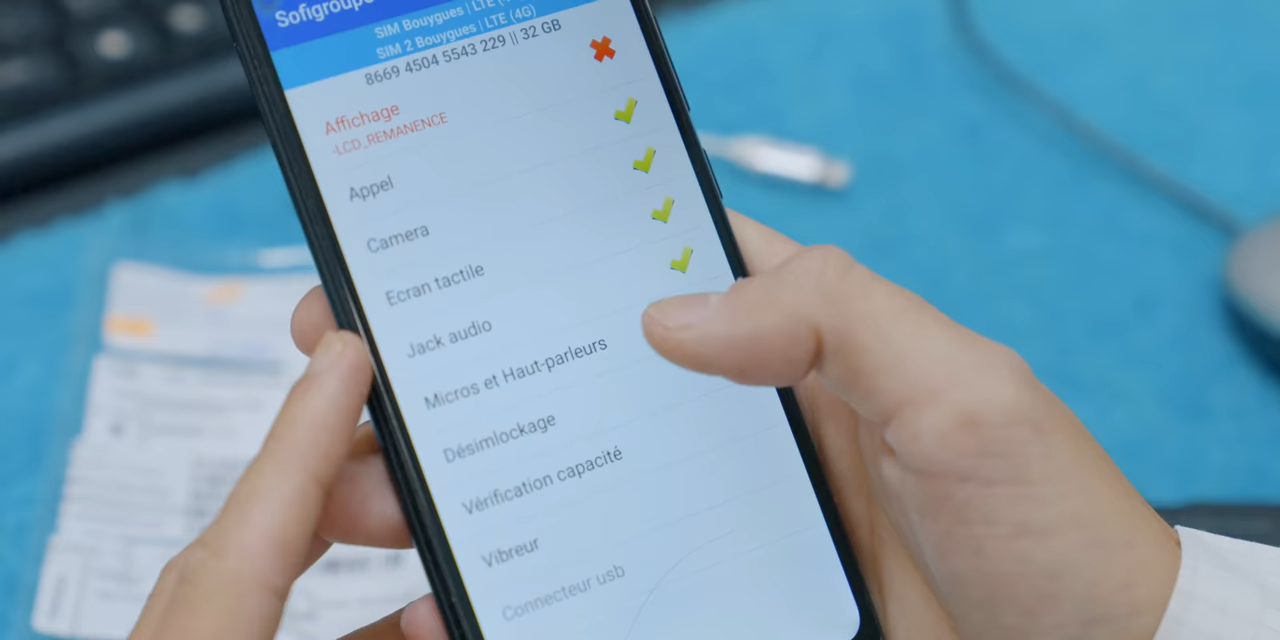 Sofigroupe
SIM Bouygues | LTE (4G)
SIM 2 Bouygues | LTE (4G)
8669 4504 5543 229 || 32 GB
Affichage
-LCD_REMANENCE
Appel
Camera
Ecran tactile
Jack audio
Micros et Haut-parleurs
Désimlockage
Vérification capacité
Vibreur
Connecteur usb